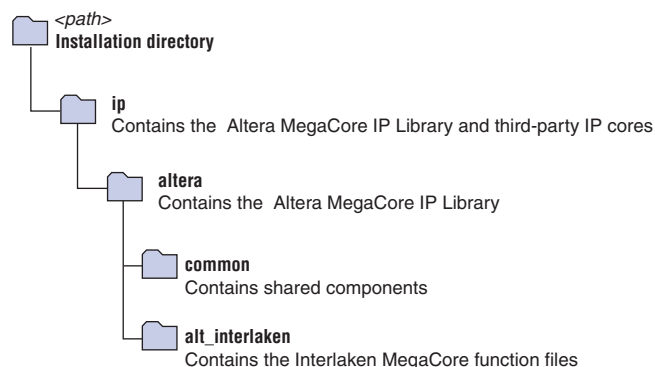 <path>
Installation directory
ip
Contains the Altera MegaCore IP Library and third-party IP cores
altera
Contains the Altera MegaCore IP Library
common
Contains shared components
alt_interlaken
Contains the Interlaken MegaCore function files